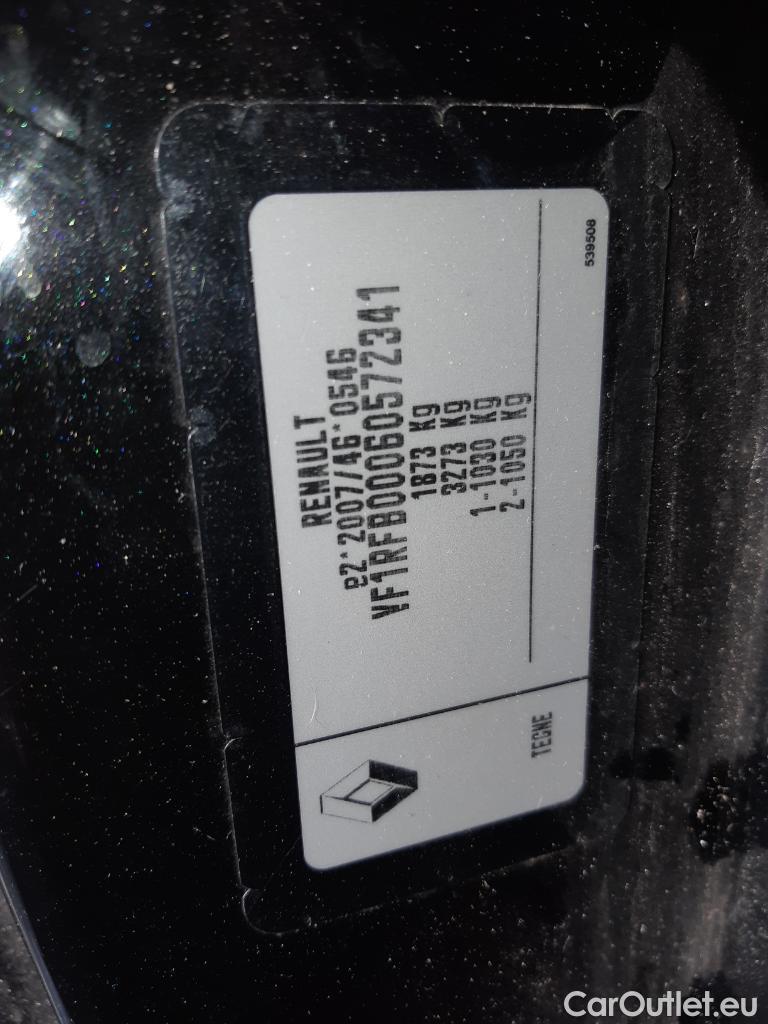 RENAULT
e2*2007/46*0546
VF1RFB00060572341
1873 Kg
3273 Kg
1-1030 Kg
2-1050 Kg
539508
TEGNE
CarOutlet.eu